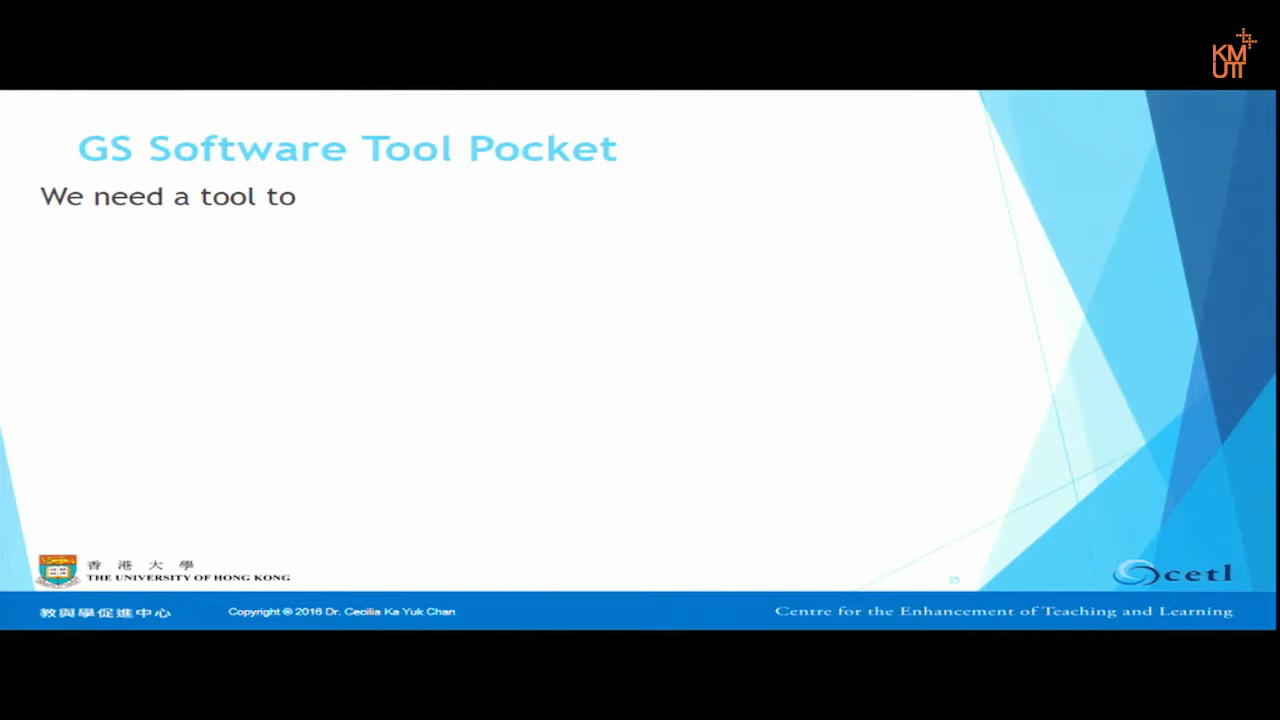 KM
UTT
GS Software Tool Pocket
We need a tool to
香港大學
THE UNIVERSITY OF HONG KONG
35
cetl
教與學促進中心
Copyright © 2016 Dr. Cecilia Ka Yuk Chan
Centre for the Enhancement of Teaching and Learning